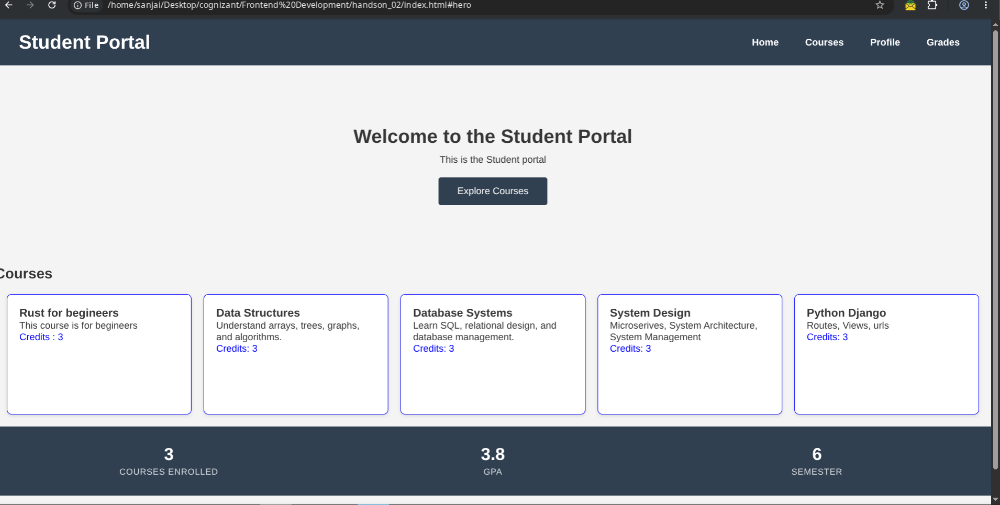 File /home/sanjai/Desktop/cognizant/Frontend%20Development/handson_02/index.html#hero
Student Portal
Home Courses Profile Grades
Welcome to the Student Portal
This is the Student portal
Explore Courses
Courses
Rust for begineers
This course is for begineers
Credits : 3
Data Structures
Understand arrays, trees, graphs,
and algorithms.
Credits: 3
Database Systems
Learn SQL, relational design, and
database management.
Credits: 3
System Design
Microserives, System Architecture,
System Management
Credits: 3
Python Django
Routes, Views, urls
Credits: 3
3
COURSES ENROLLED
3.8
GPA
6
SEMESTER